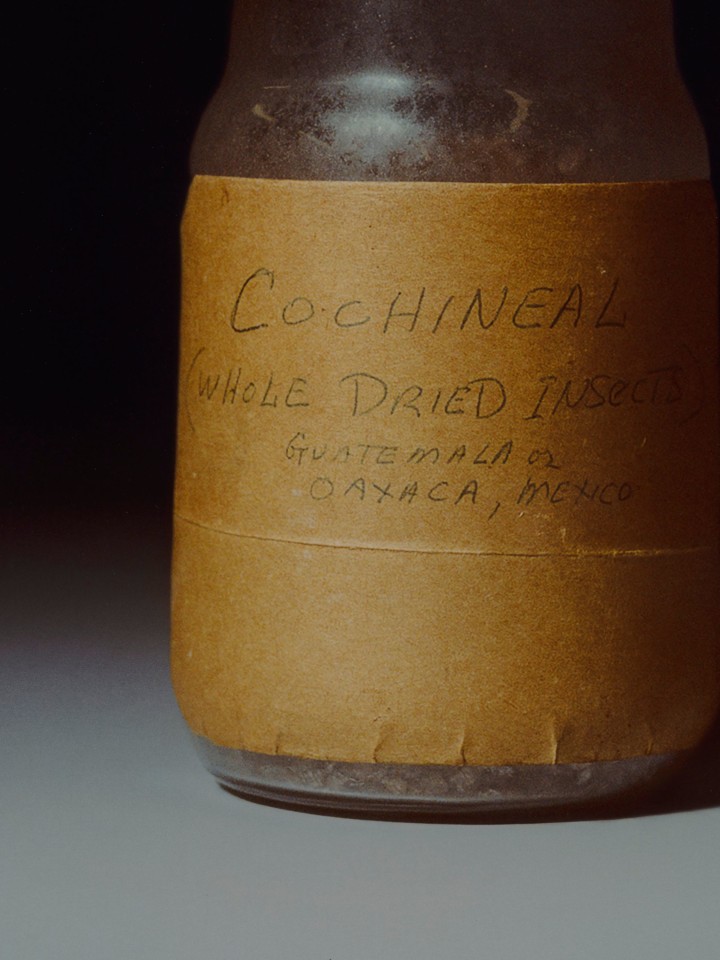 COCHINEAL
(WHOLE DRIED INSECTS)
GUATEMALA OR
OAXACA, MEXICO